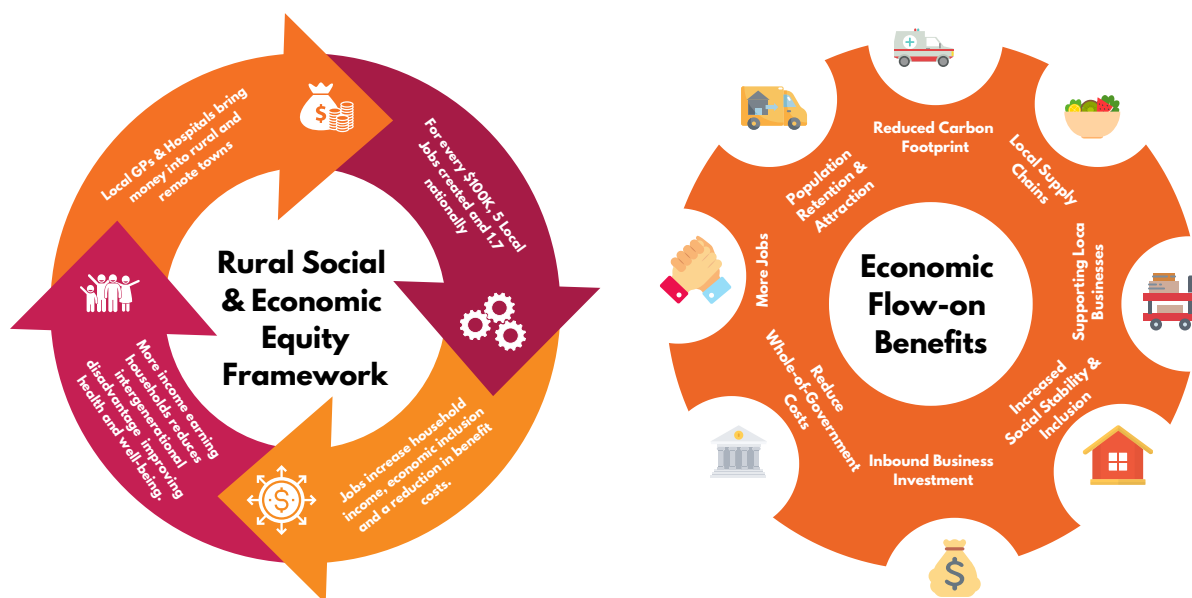 Rural Social
& Economic
Equity
Framework
Local GPs & Hospitals bring
money into rural and
remote towns
$
For every $100K, 5 Local
Jobs created and 1.7
nationally
Jobs increase household
income, economic inclusion
and a reduction in benefit
costs.
$
More income earning
households reduces
intergenerational
disadvantage improving
health and well-being.
Economic
Flow-on
Benefits
Reduced Carbon
Footprint
Local Supply
Chains
Supporting Loca
Businesses
Increased
Social Stability &
Inclusion
Inbound Business
Investment
$
Reduce
Whole-of-Government
Costs
More Jobs
Population
Retention &
Attraction